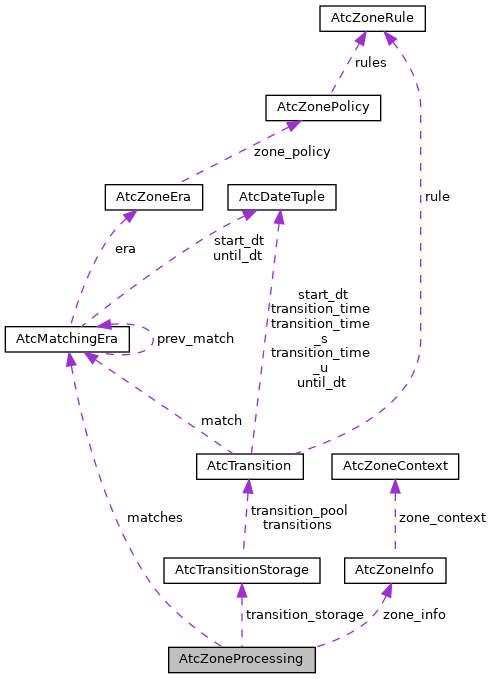 AtcZoneRule
rules
AtcZonePolicy
zone_policy
AtcZoneEra
AtcDateTuple
rule
era
start_dt
until_dt
start_dt
transition_time
transition_time
_s
transition_time
_u
until_dt
AtcMatchingEra
prev_match
match
AtcTransition
AtcZoneContext
matches
transition_pool
transitions
zone_context
AtcTransitionStorage
AtcZoneInfo
transition_storage
zone_info
AtcZoneProcessing